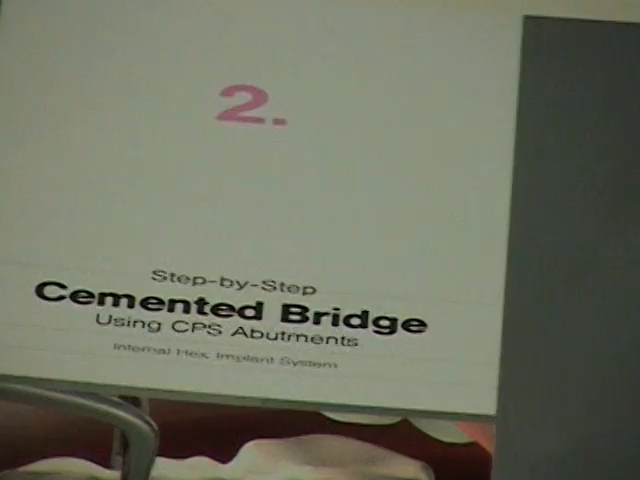 2.
Step-by-Step
Cemented Bridge
Using CPS Abutments
Internal Hex Implant System